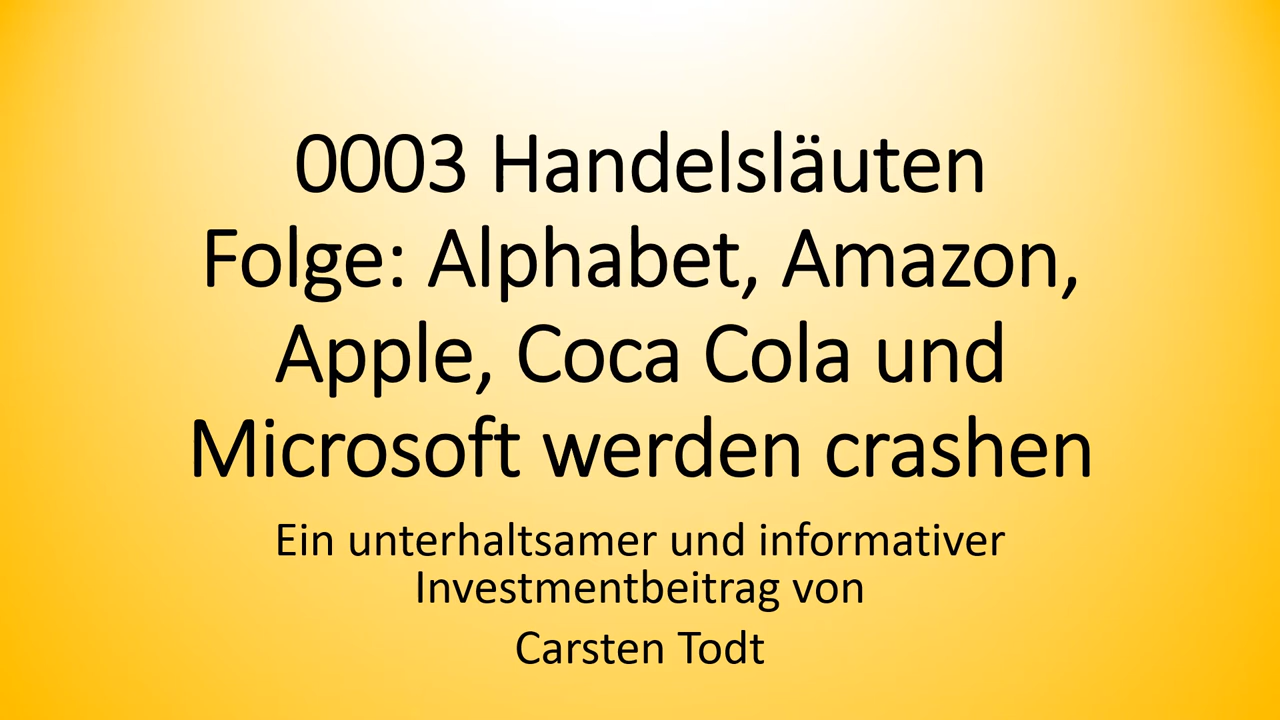 0003 Handelsläuten
Folge: Alphabet, Amazon,
Apple, Coca Cola und
Microsoft werden crashen
Ein unterhaltsamer und informativer
Investmentbeitrag von
Carsten Todt